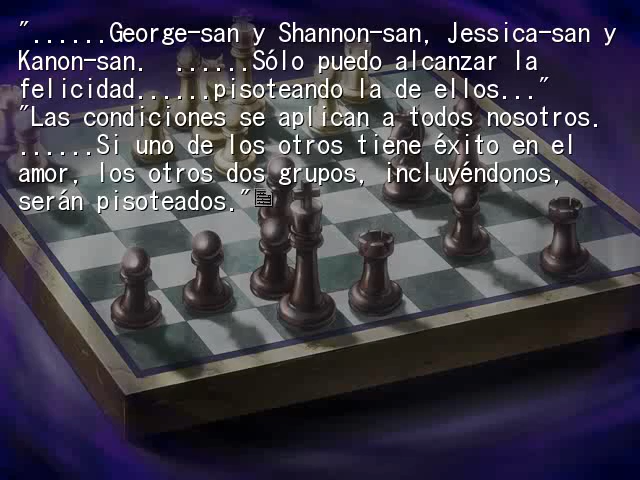 "......George-san y Shannon-san, Jessica-san y
Kanon-san.  ......Sólo puedo alcanzar la
felicidad......pisoteando la de ellos..."
"Las condiciones se aplican a todos nosotros.
......Si uno de los otros tiene éxito en el
amor, los otros dos grupos, incluyéndonos,
serán pisoteados."